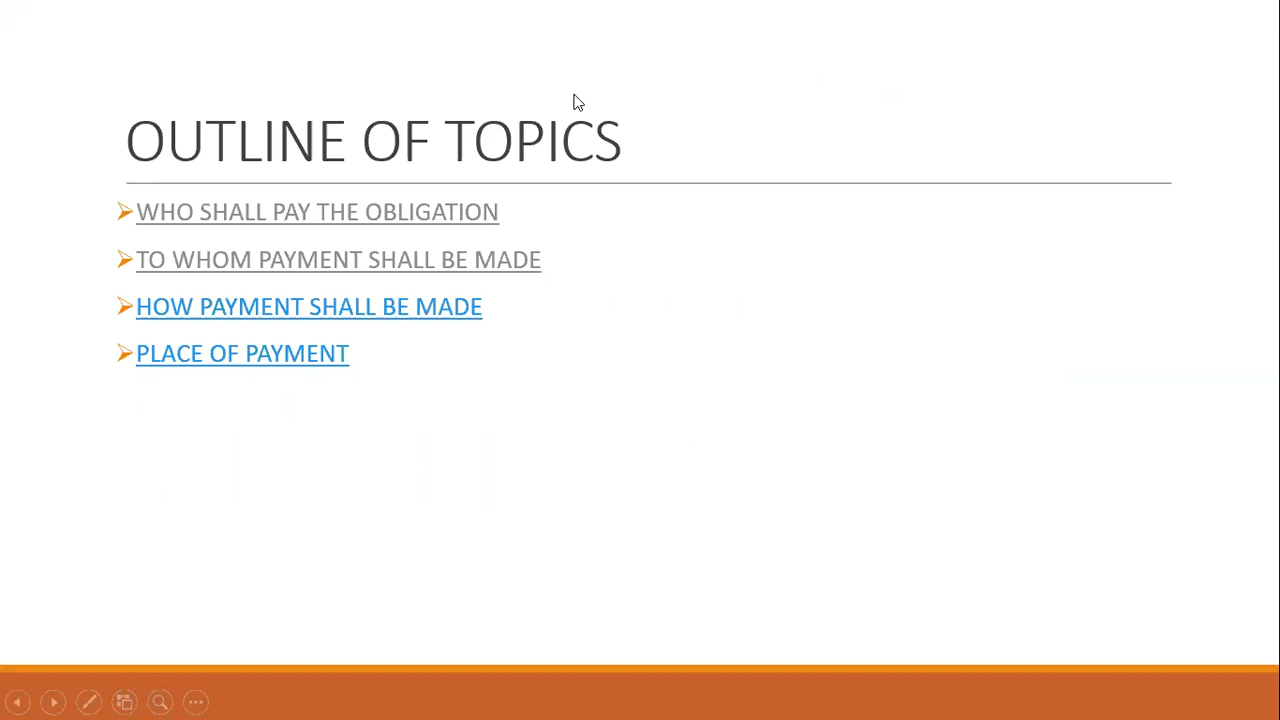 OUTLINE OF TOPICS
WHO SHALL PAY THE OBLIGATION
TO WHOM PAYMENT SHALL BE MADE
HOW PAYMENT SHALL BE MADE
PLACE OF PAYMENT